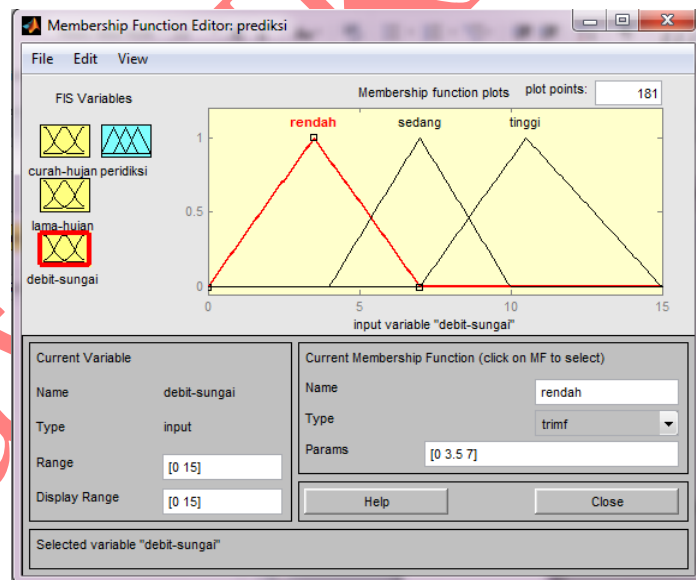 Membership Function Editor: prediksi
File Edit View
FIS Variables
curah-hujan peridiksi
lama-hujan
debit-sungai
Membership function plots plot points: 181
rendah sedang tinggi
1
0.5
0
0 5 10 15
input variable "debit-sungai"
Current Variable
Name debit-sungai
Type input
Range [0 15]
Display Range [0 15]
Current Membership Function (click on MF to select)
Name rendah
Type trimf
Params [0 3.5 7]
Help Close
Selected variable "debit-sungai"